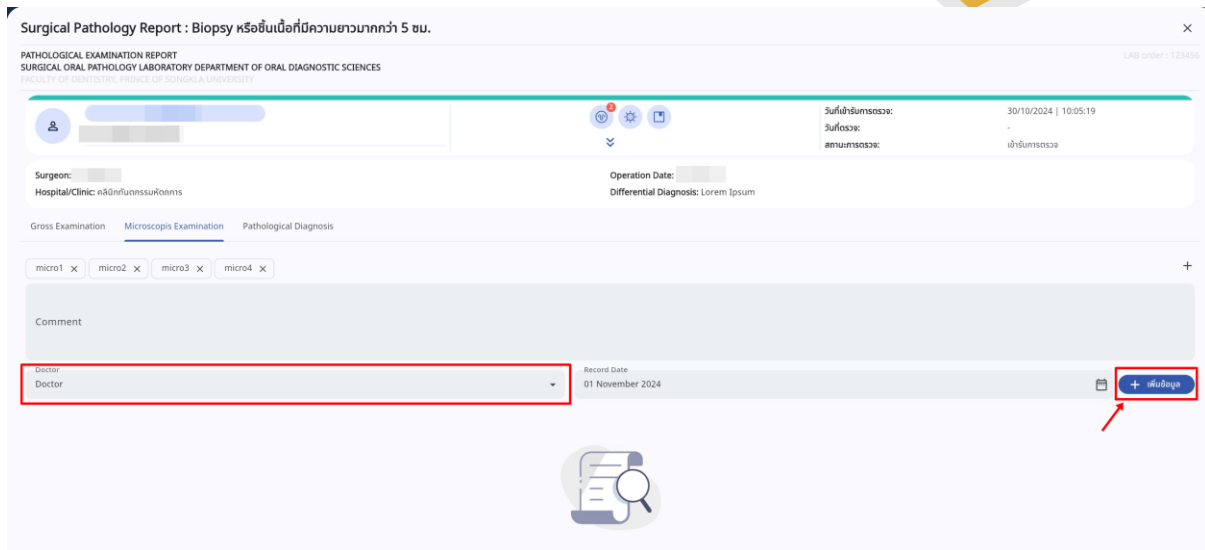 Surgical Pathology Report : Biopsy หรือชิ้นเนื้อที่มีความยาวมากกว่า 5 ซม.
PATHOLOGICAL EXAMINATION REPORT
LAB order : 123456
SURGICAL ORAL PATHOLOGY LABORATORY DEPARTMENT OF ORAL DIAGNOSTIC SCIENCES
FACULTY OF DENTISTRY, PRINCE OF SONGKLA UNIVERSITY
2
วันที่เข้ารับการตรวจ: 30/10/2024 | 10:05:19
วันที่ตรวจ: -
สถานะการตรวจ: เข้ารับการตรวจ
Surgeon: Operation Date:
Hospital/Clinic: คลินิกทันตกรรมหัตถการ Differential Diagnosis: Lorem Ipsum
Gross Examination Microscopis Examination Pathological Diagnosis
micro1 micro2 micro3 micro4
Comment
Doctor Record Date
Doctor 01 November 2024 + เพิ่มข้อมูล